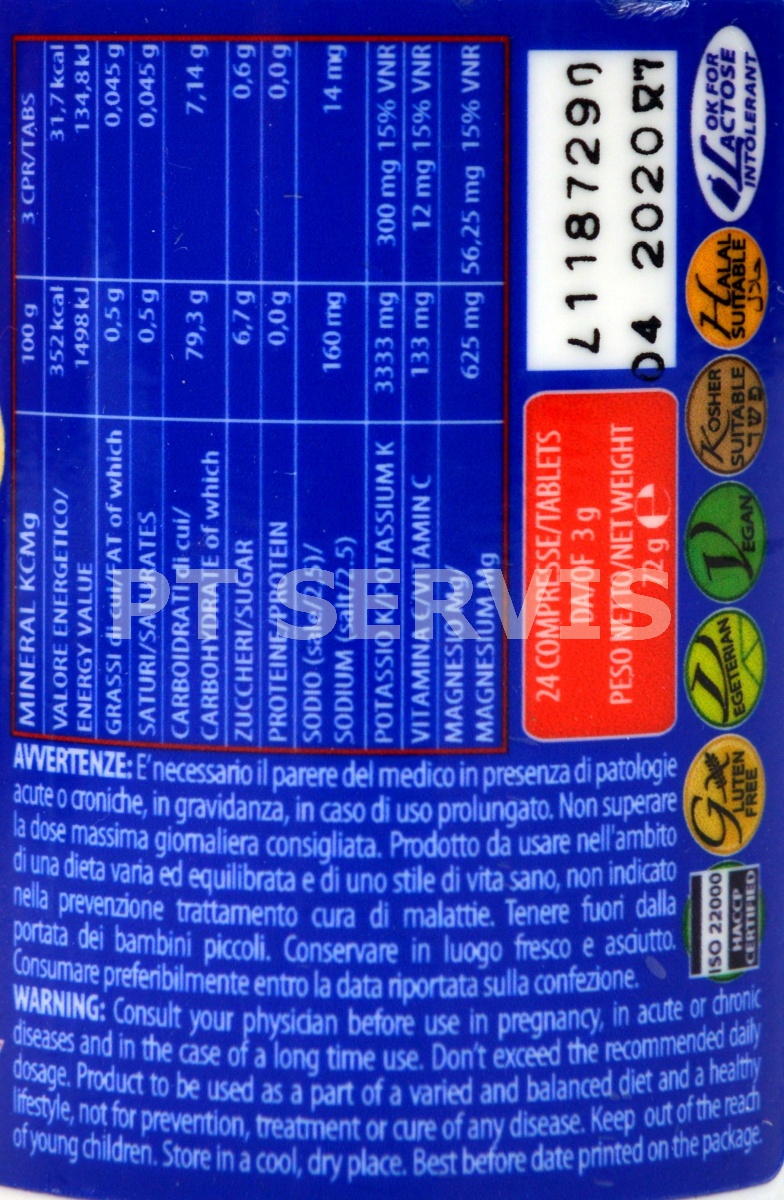 MINERAL KCMg 100 g 3 CPR/TABS
VALORE ENERGETICO/ 352 kcal 31,7 kcal
ENERGY VALUE 1498 kJ 134,8 kJ
GRASSI di cui/FAT of which 0,5 g 0,045 g
SATURI/SATURATES 0,5 g 0,045 g
CARBOIDRATI di cui/
CARBOHYDRATE of which 79,3 g 7,14 g
ZUCCHERI/SUGAR 6,7 g 0,6 g
PROTEINE/PROTEIN 0,0 g 0,0 g
SODIO
SODIUM (salt/2.5) 160 mg 14 mg
POTASSIO K/POTASSIUM K 3333 mg 300 mg 15% VNR
VITAMINA C/VITAMIN C 133 mg 12 mg 15% VNR
MAGNESIO Mg/
MAGNESIUM Mg 625 mg 56,25 mg 15% VNR
24 COMPRESSE/TABLETS
DA/OF 3 g
PESO NETTO/NET WEIGHT
72 g e
L1187290
04 2020
OK FOR
LACTOSE
INTOLERANT
HALAL
SUITABLE
حلال
KOSHER
SUITABLE
כשר
VEGAN
VEGETERIAN
GLUTEN
FREE
ISO 22000
HACCP
CERTIFIED
AVVERTENZE: E' necessario il parere del medico in presenza di patologie
acute o croniche, in gravidanza, in caso di uso prolungato. Non superare
la dose massima giornaliera consigliata. Prodotto da usare nell'ambito
di una dieta varia ed equilibrata e di uno stile di vita sano, non indicato
nella prevenzione trattamento cura di malattie. Tenere fuori dalla
portata dei bambini piccoli. Conservare in luogo fresco e asciutto.
Consumare preferibilmente entro la data riportata sulla confezione.
WARNING: Consult your physician before use in pregnancy, in acute or chronic
diseases and in the case of a long time use. Don't exceed the recommended daily
dosage. Product to be used as a part of a varied and balanced diet and a healthy
lifestyle, not for prevention, treatment or cure of any disease. Keep out of the reach
of young children. Store in a cool, dry place. Best before date printed on the package.
PT SERVIS